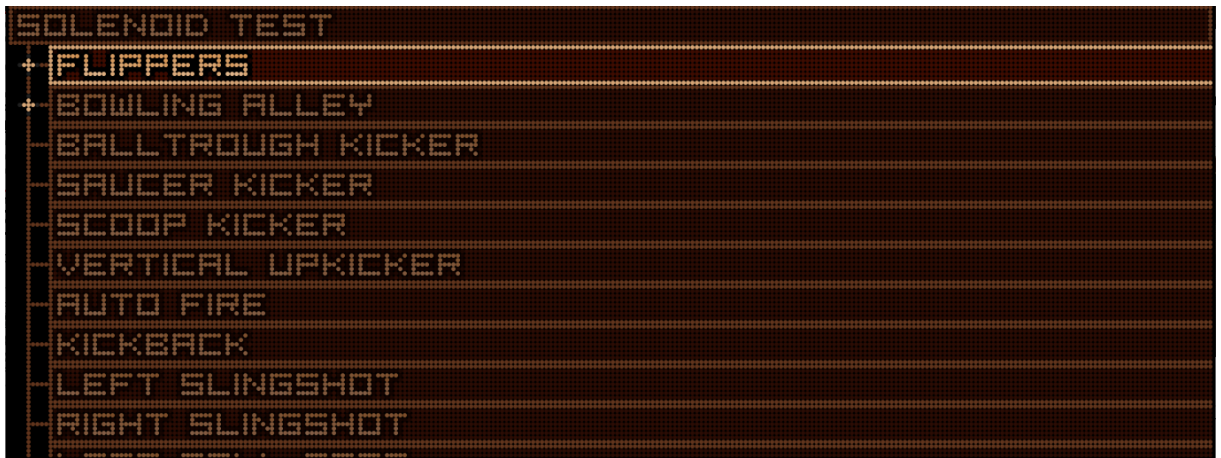 SOLENOID TEST
FLIPPERS
BOWLING ALLEY
BALLTROUGH KICKER
SAUCER KICKER
SCOOP KICKER
VERTICAL UPKICKER
AUTO FIRE
KICKBACK
LEFT SLINGSHOT
RIGHT SLINGSHOT